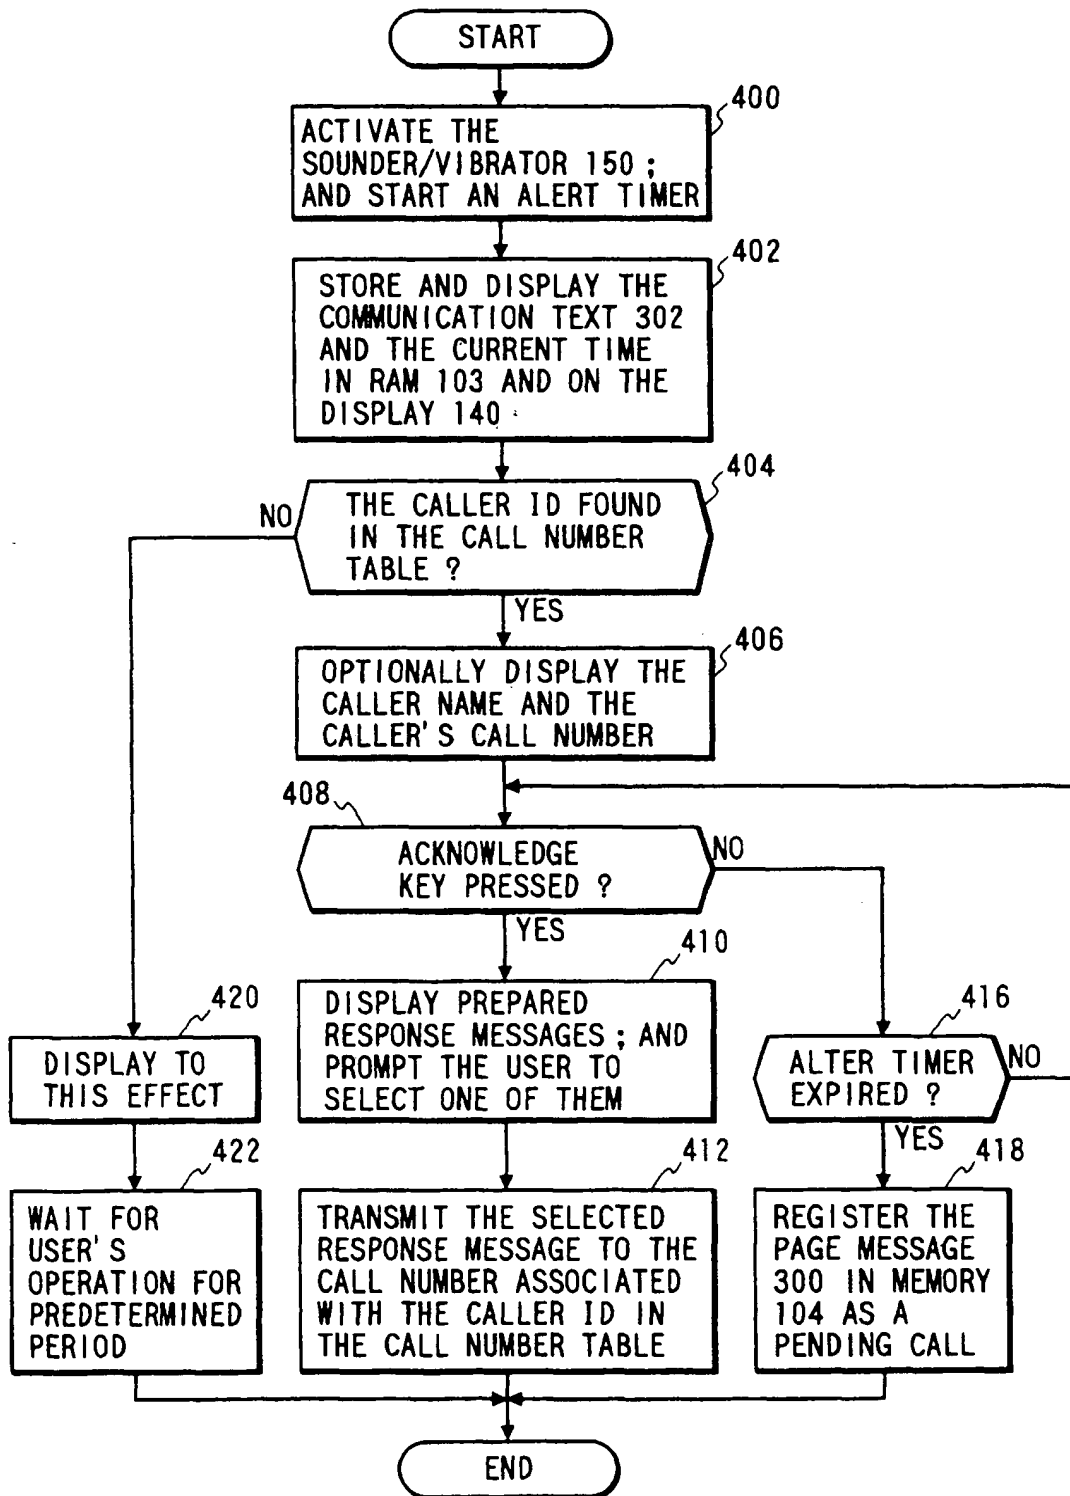 START
400
ACTIVATE THE
SOUNDER/VIBRATOR 150 ;
AND START AN ALERT TIMER
402
STORE AND DISPLAY THE
COMMUNICATION TEXT 302
AND THE CURRENT TIME
IN RAM 103 AND ON THE
DISPLAY 140
404
THE CALLER ID FOUND
IN THE CALL NUMBER
TABLE ?
NO
YES
406
OPTIONALLY DISPLAY THE
CALLER NAME AND THE
CALLER'S CALL NUMBER
408
ACKNOWLEDGE
KEY PRESSED ?
NO
YES
410
DISPLAY PREPARED
RESPONSE MESSAGES ; AND
PROMPT THE USER TO
SELECT ONE OF THEM
416
ALTER TIMER
EXPIRED ?
NO
YES
420
DISPLAY TO
THIS EFFECT
422
WAIT FOR
USER'S
OPERATION FOR
PREDETERMINED
PERIOD
412
TRANSMIT THE SELECTED
RESPONSE MESSAGE TO THE
CALL NUMBER ASSOCIATED
WITH THE CALLER ID IN
THE CALL NUMBER TABLE
418
REGISTER THE
PAGE MESSAGE
300 IN MEMORY
104 AS A
PENDING CALL
END